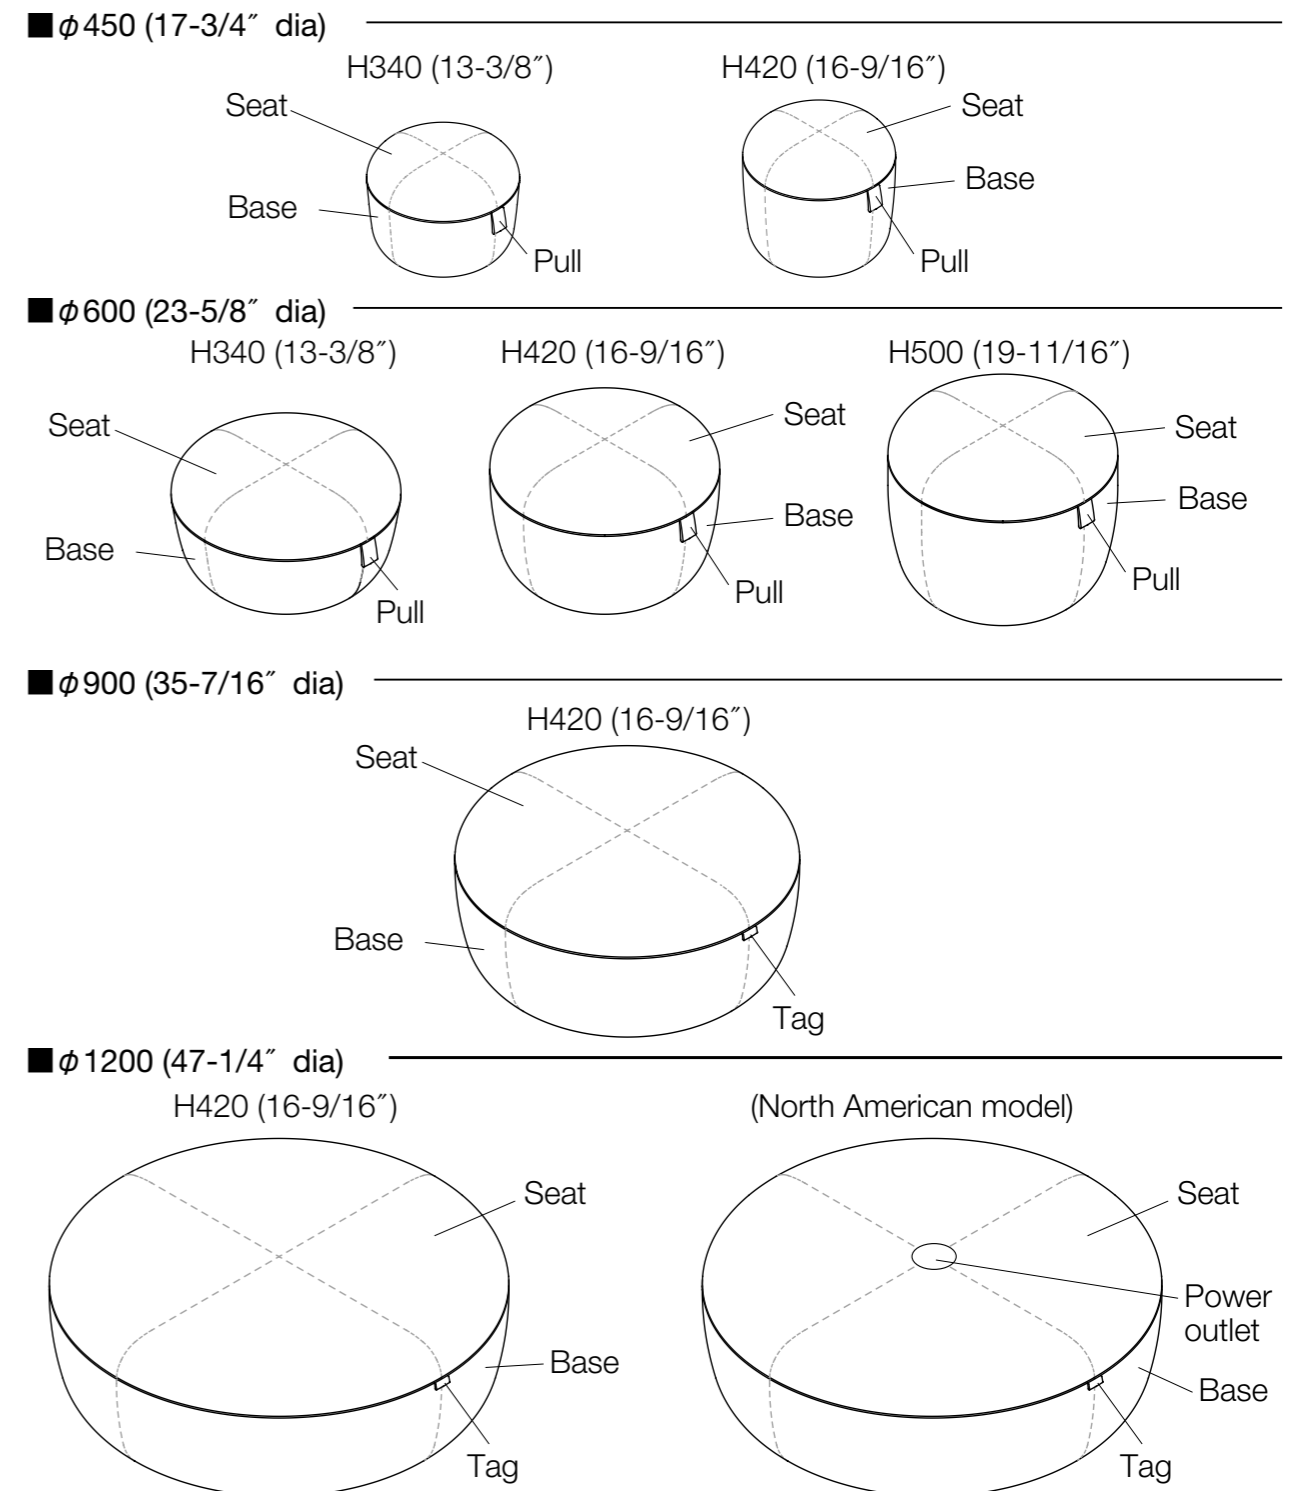 ■φ450 (17-3/4″ dia)
H340 (13-3/8″)
H420 (16-9/16″)
Seat
Seat
Base
Base
Pull
Pull
■φ600 (23-5/8″ dia)
H340 (13-3/8″)
H420 (16-9/16″)
H500 (19-11/16″)
Seat
Seat
Seat
Base
Base
Base
Pull
Pull
Pull
■φ900 (35-7/16″ dia)
H420 (16-9/16″)
Seat
Base
Tag
■φ1200 (47-1/4″ dia)
H420 (16-9/16″)
(North American model)
Seat
Seat
Power
outlet
Base
Base
Tag
Tag